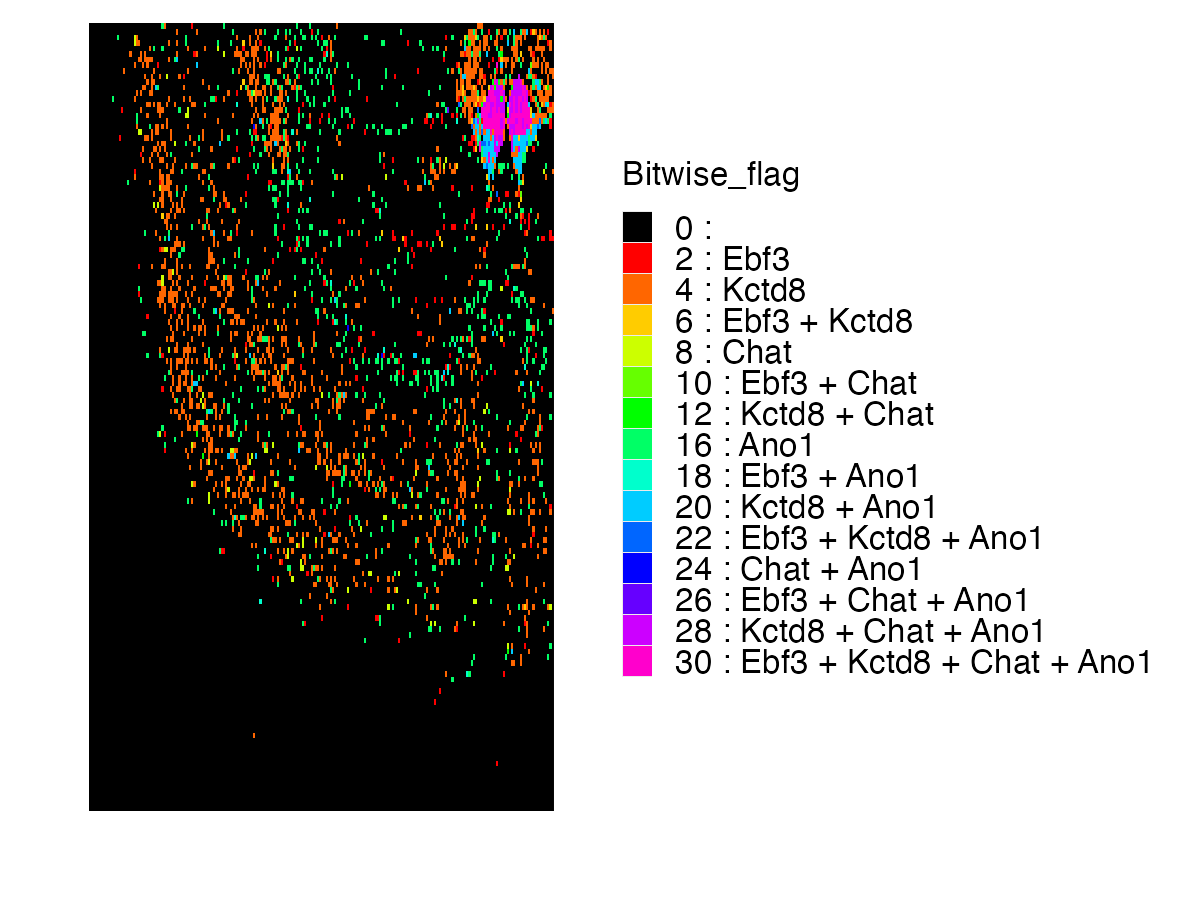 Bitwise_flag
0 :
2 : Ebf3
4 : Kctd8
6 : Ebf3 + Kctd8
8 : Chat
10 : Ebf3 + Chat
12 : Kctd8 + Chat
16 : Ano1
18 : Ebf3 + Ano1
20 : Kctd8 + Ano1
22 : Ebf3 + Kctd8 + Ano1
24 : Chat + Ano1
26 : Ebf3 + Chat + Ano1
28 : Kctd8 + Chat + Ano1
30 : Ebf3 + Kctd8 + Chat + Ano1